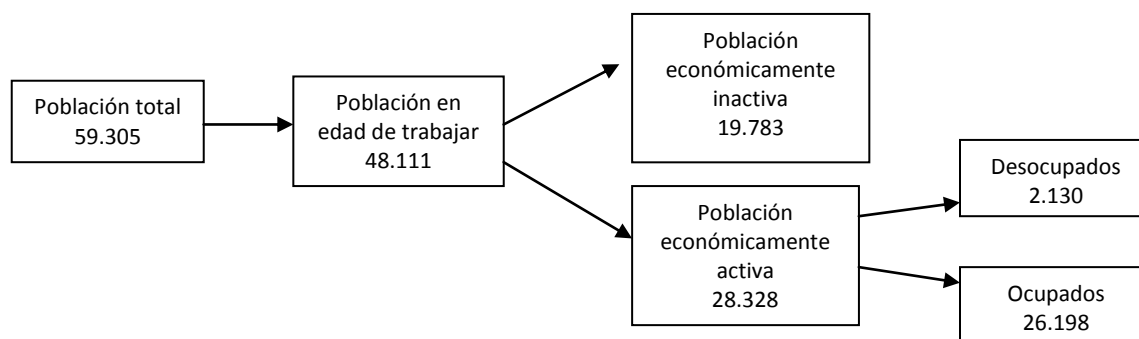 Población total
59.305
Población en
edad de trabajar
48.111
Población
económicamente
inactiva
19.783
Población
económicamente
activa
28.328
Desocupados
2.130
Ocupados
26.198